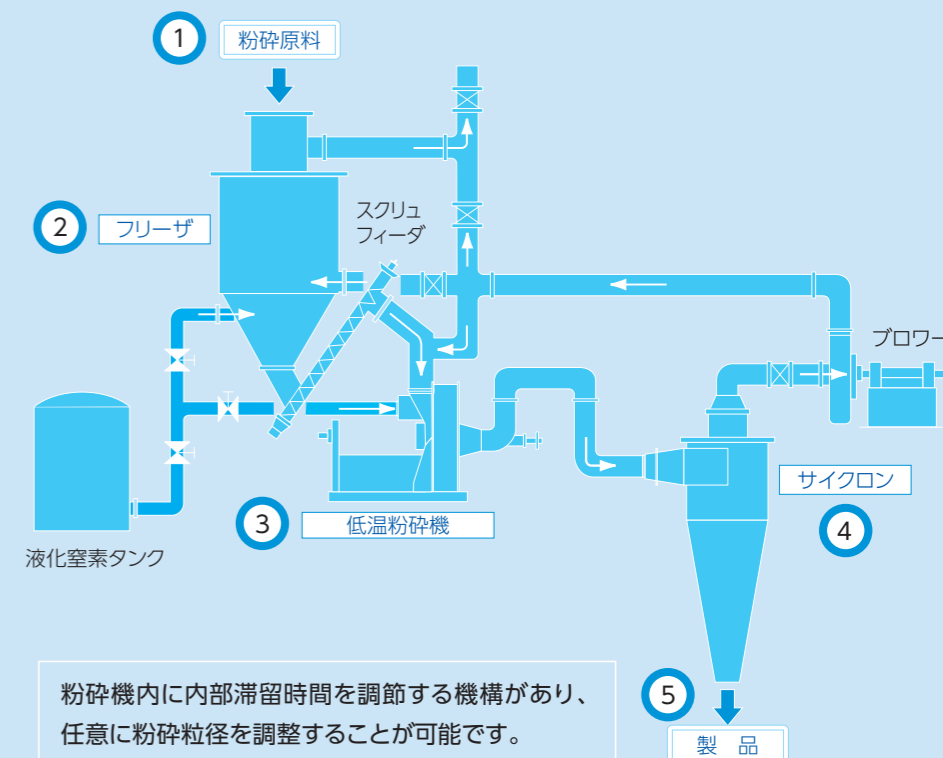 1
粉砕原料
2
フリーザ
スクリュ
フィーダ
ブロワー
液化窒素タンク
3
低温粉砕機
サイクロン
4
粉砕機内に内部滞留時間を調節する機構があり、
任意に粉砕粒径を調整することが可能です。
5
製 品